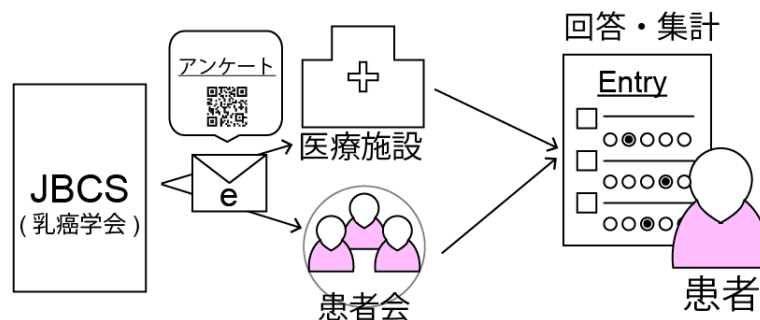 JBCS
(乳癌学会)
アンケート
e
医療施設
患者会
回答・集計
Entry
患者